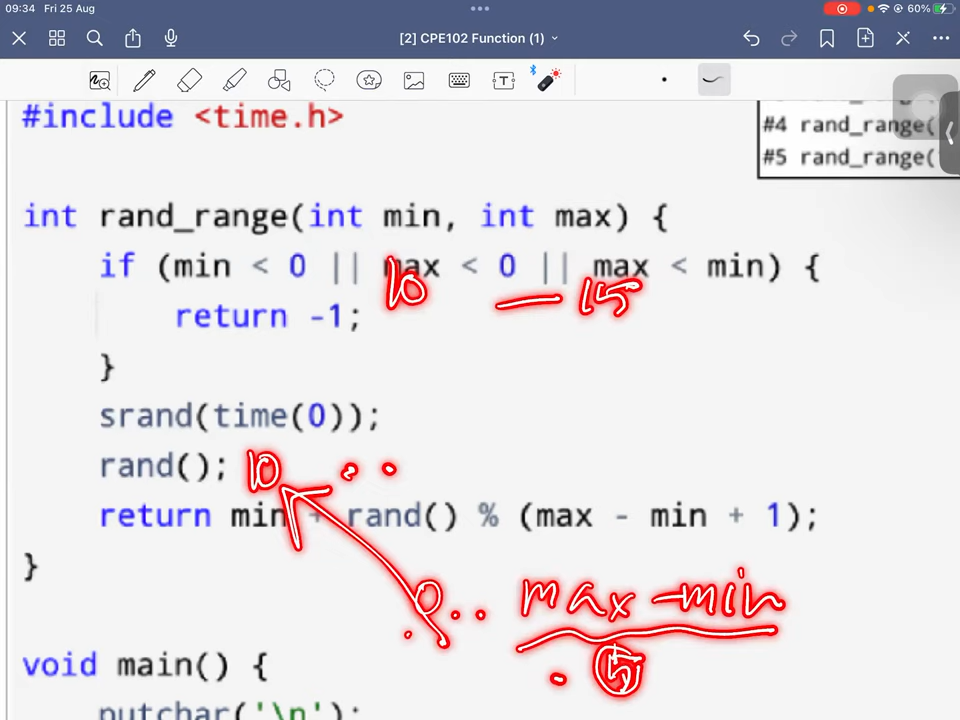 09:34 Fri 25 Aug
60%
[2] CPE102 Function (1)
T
#include <time.h>
#4 rand_range(
#5 rand_range(
int rand_range(int min, int max) {
if (min < 0 || max < 0 || max < min) {
10 — 15
return -1;
}
srand(time(0));
rand();
10 ..
return min + rand() % (max - min + 1);
}
0.. max - min
5
void main() {
putchar('\n');